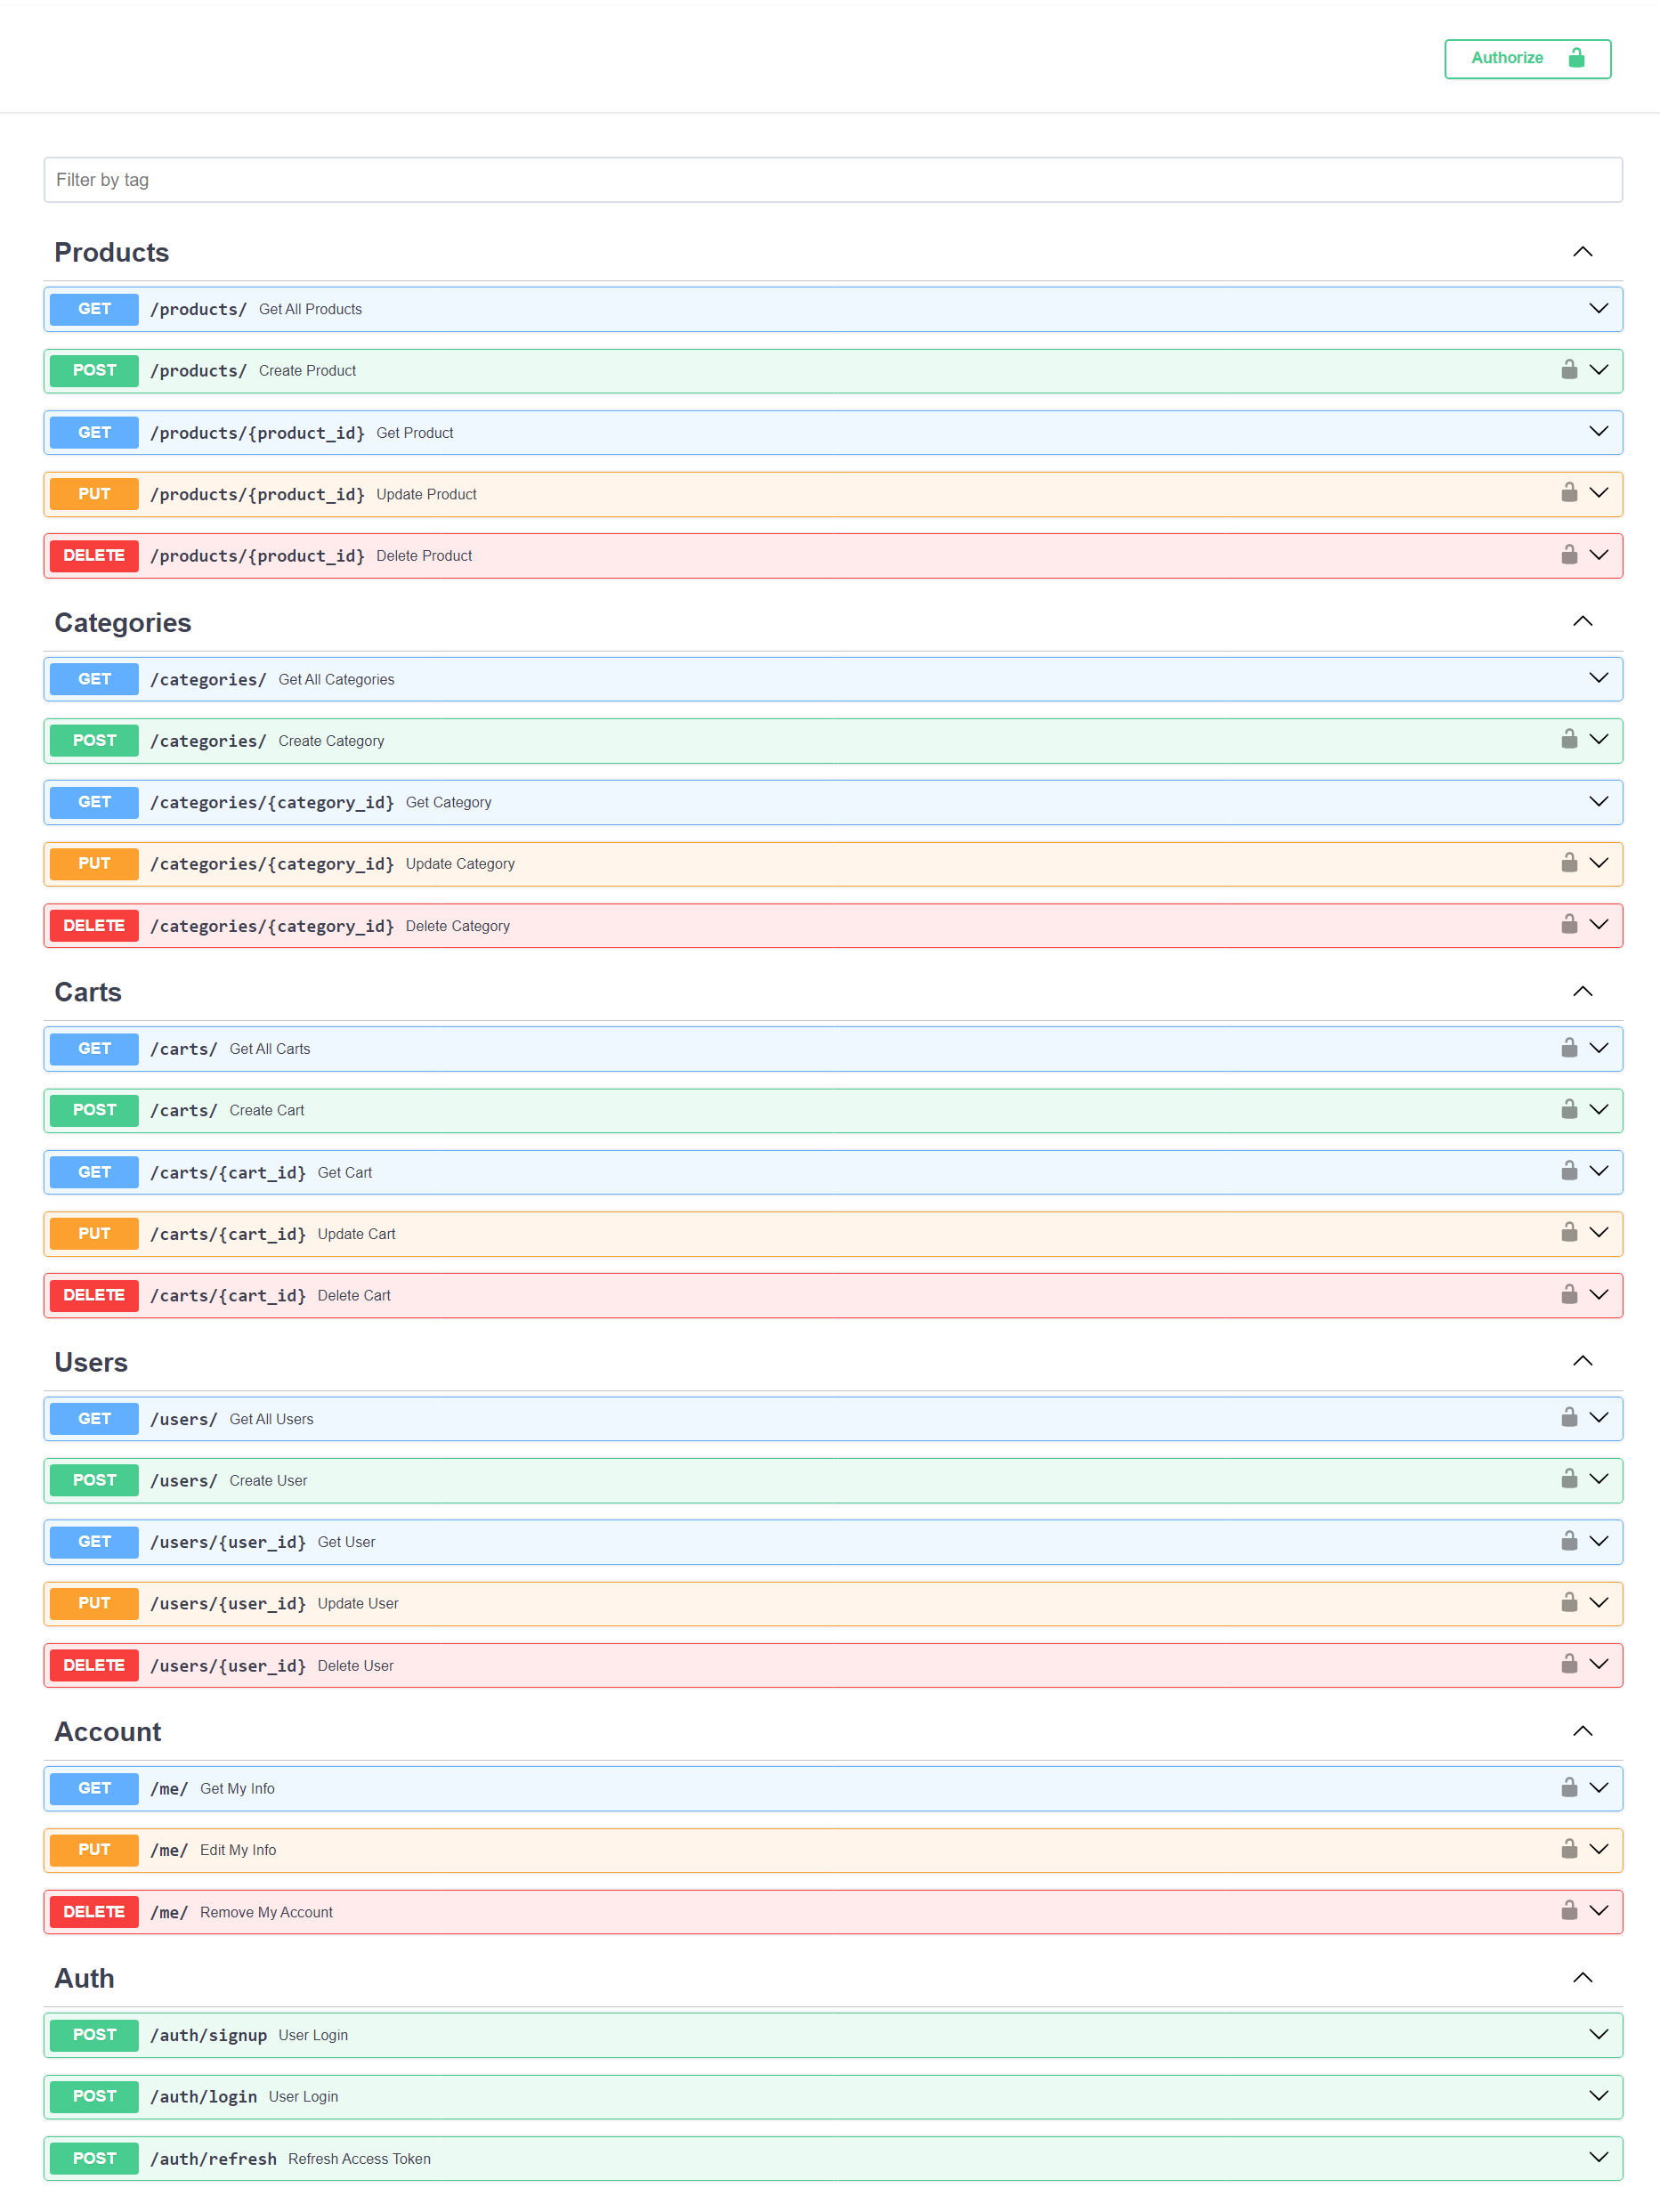 Authorize
Filter by tag
Products
GET /products/ Get All Products
POST /products/ Create Product
GET /products/{product_id} Get Product
PUT /products/{product_id} Update Product
DELETE /products/{product_id} Delete Product
Categories
GET /categories/ Get All Categories
POST /categories/ Create Category
GET /categories/{category_id} Get Category
PUT /categories/{category_id} Update Category
DELETE /categories/{category_id} Delete Category
Carts
GET /carts/ Get All Carts
POST /carts/ Create Cart
GET /carts/{cart_id} Get Cart
PUT /carts/{cart_id} Update Cart
DELETE /carts/{cart_id} Delete Cart
Users
GET /users/ Get All Users
POST /users/ Create User
GET /users/{user_id} Get User
PUT /users/{user_id} Update User
DELETE /users/{user_id} Delete User
Account
GET /me/ Get My Info
PUT /me/ Edit My Info
DELETE /me/ Remove My Account
Auth
POST /auth/signup User Login
POST /auth/login User Login
POST /auth/refresh Refresh Access Token